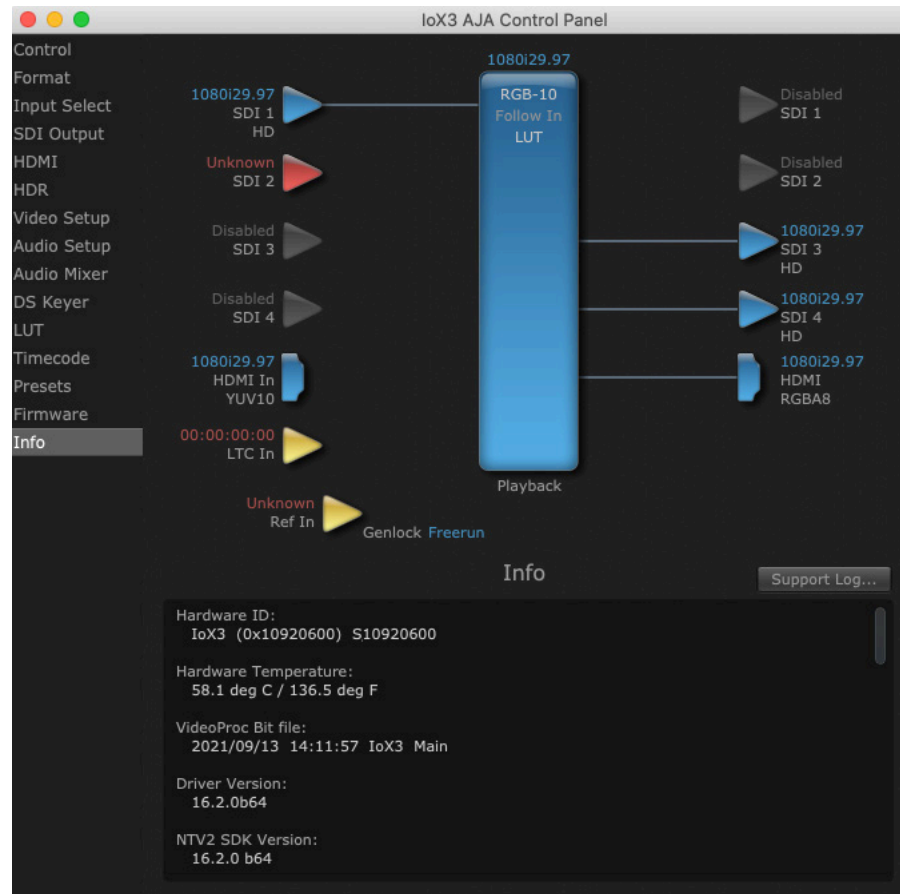 IoX3 AJA Control Panel
Control
Format
Input Select
SDI Output
HDMI
HDR
Video Setup
Audio Setup
Audio Mixer
DS Keyer
LUT
Timecode
Presets
Firmware
Info
1080i29.97
SDI 1
HD
Unknown
SDI 2
Disabled
SDI 3
Disabled
SDI 4
1080i29.97
HDMI In
YUV10
00:00:00:00
LTC In
Unknown
Ref In
Genlock Freerun
1080i29.97
RGB-10
Follow In
LUT
Playback
Disabled
SDI 1
Disabled
SDI 2
1080i29.97
SDI 3
HD
1080i29.97
SDI 4
HD
1080i29.97
HDMI
RGBA8
Info
Support Log...
Hardware ID:
IoX3 (0x10920600) S10920600
Hardware Temperature:
58.1 deg C / 136.5 deg F
VideoProc Bit file:
2021/09/13 14:11:57 IoX3 Main
Driver Version:
16.2.0b64
NTV2 SDK Version:
16.2.0 b64